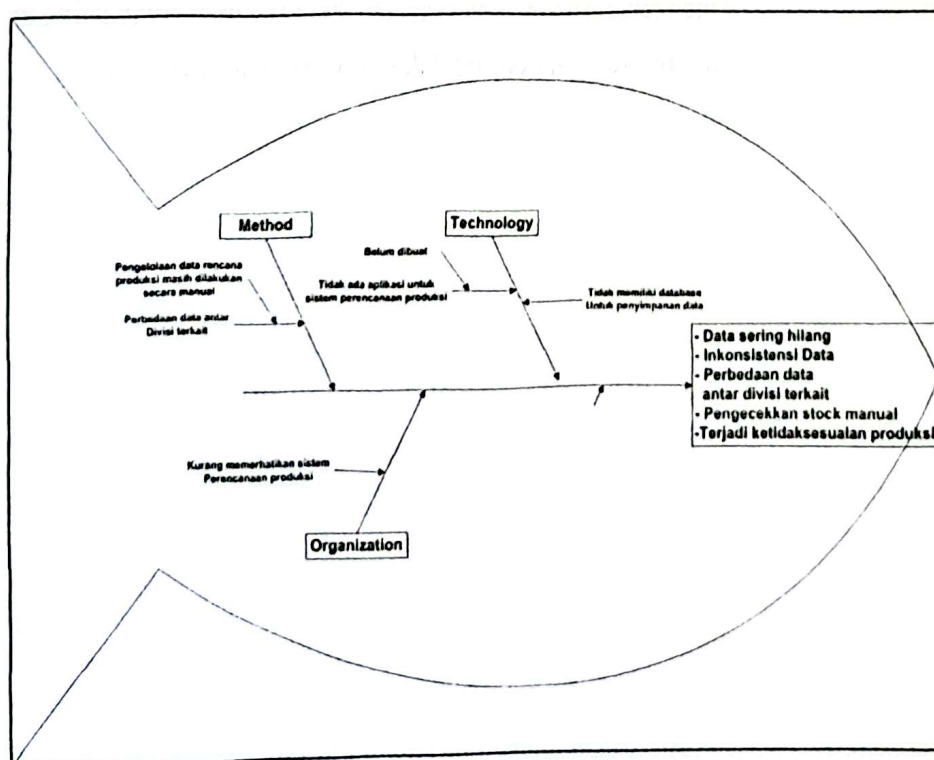 Method
Technology
Belum dibuat
Pengelolaan data rencana
produksi masih dilakukan
secara manual
Tidak ada aplikasi untuk
sistem perencanaan produksi
Tidak memiliki database
Untuk penyimpanan data
Perbedaan data antar
Divisi terkait
- Data sering hilang
- Inkonsistensi Data
- Perbedaan data
antar divisi terkait
- Pengecekkan stock manual
-Terjadi ketidaksesuaian produksi
Kurang memerhatikan sistem
Perencanaan produksi
Organization